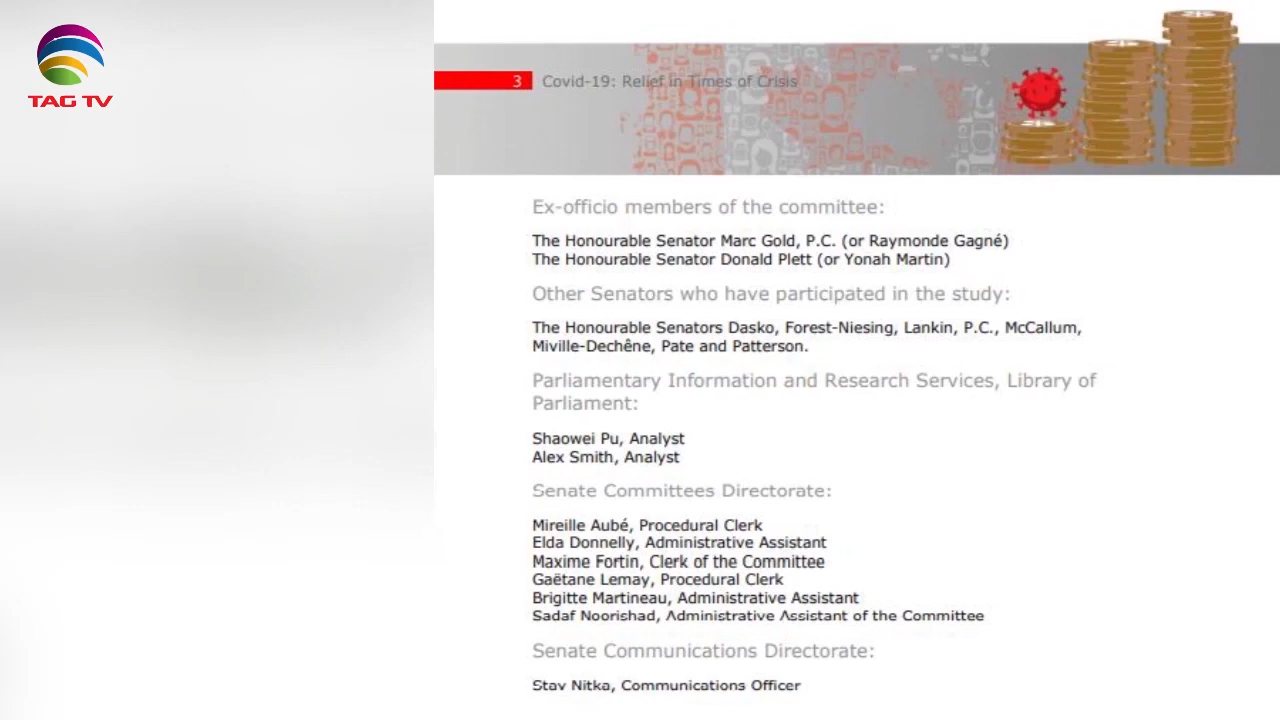 TAG TV
3 Covid-19: Relief in Times of Crisis
Ex-officio members of the committee:
The Honourable Senator Marc Gold, P.C. (or Raymonde Gagné)
The Honourable Senator Donald Plett (or Yonah Martin)
Other Senators who have participated in the study:
The Honourable Senators Dasko, Forest-Niesing, Lankin, P.C., McCallum,
Miville-Dechêne, Pate and Patterson.
Parliamentary Information and Research Services, Library of
Parliament:
Shaowei Pu, Analyst
Alex Smith, Analyst
Senate Committees Directorate:
Mireille Aubé, Procedural Clerk
Elda Donnelly, Administrative Assistant
Maxime Fortin, Clerk of the Committee
Gaëtane Lemay, Procedural Clerk
Brigitte Martineau, Administrative Assistant
Sadaf Noorishad, Administrative Assistant of the Committee
Senate Communications Directorate:
Stav Nitka, Communications Officer